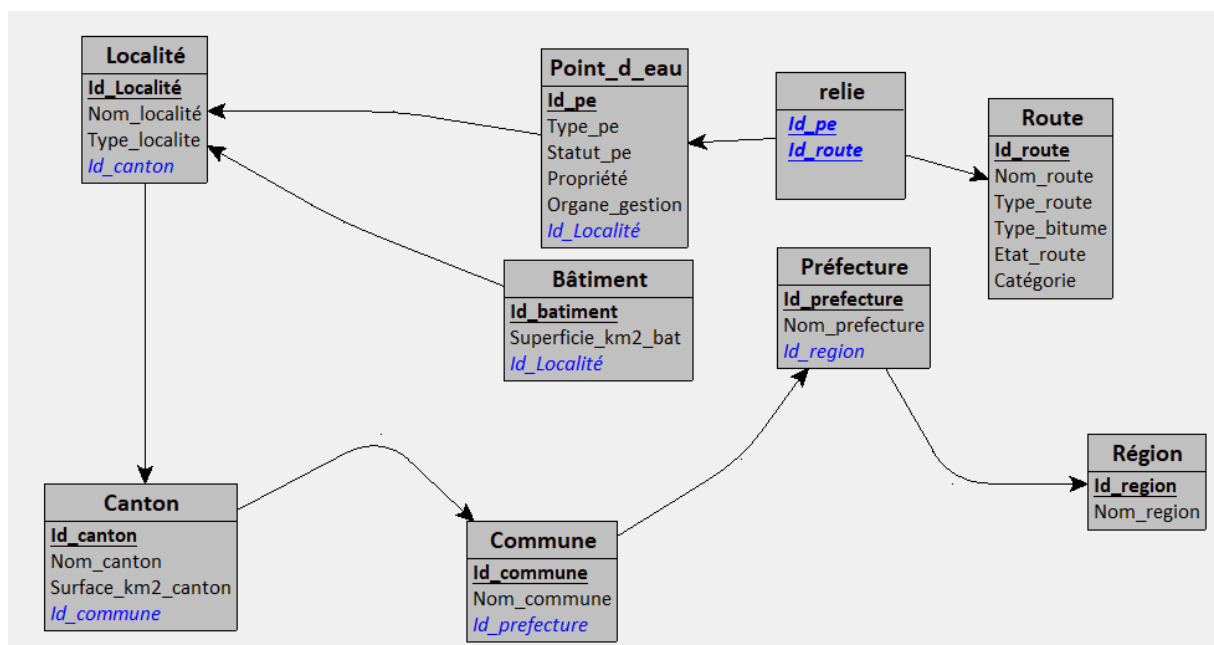 Localité
Id_Localité
Nom_localité
Type_localite
Id_canton
Point_d_eau
Id_pe
Type_pe
Statut_pe
Propriété
Organe_gestion
Id_Localité
relie
Id_pe
Id_route
Route
Id_route
Nom_route
Type_route
Type_bitume
Etat_route
Catégorie
Bâtiment
Id_batiment
Superficie_km2_bat
Id_Localité
Préfecture
Id_prefecture
Nom_prefecture
Id_region
Canton
Id_canton
Nom_canton
Surface_km2_canton
Id_commune
Commune
Id_commune
Nom_commune
Id_prefecture
Région
Id_region
Nom_region